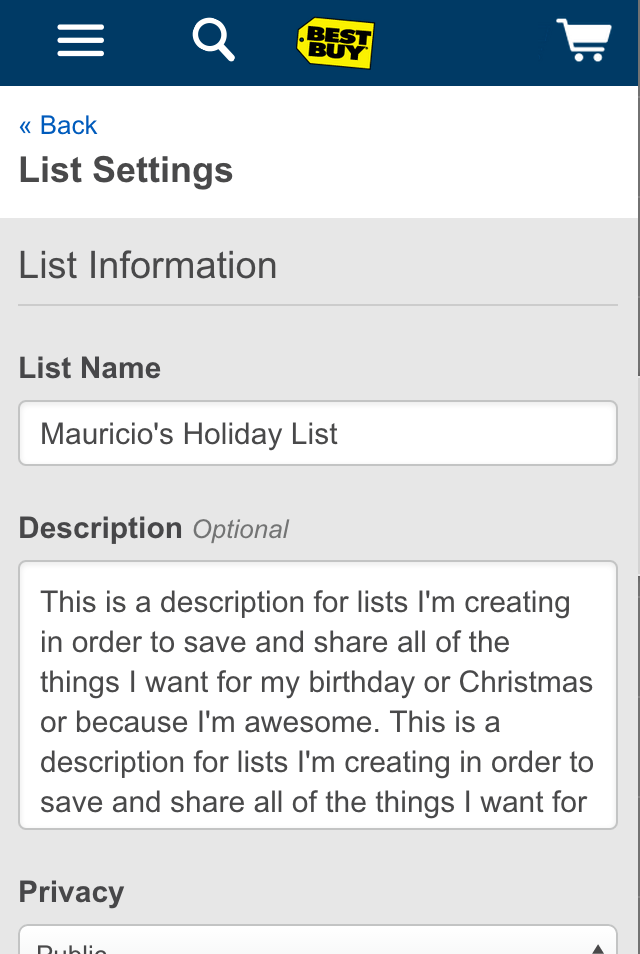 BEST
BUY
« Back
List Settings
List Information
List Name
Mauricio's Holiday List
Description Optional
This is a description for lists I'm creating
in order to save and share all of the
things I want for my birthday or Christmas
or because I'm awesome. This is a
description for lists I'm creating in order to
save and share all of the things I want for
Privacy
Public